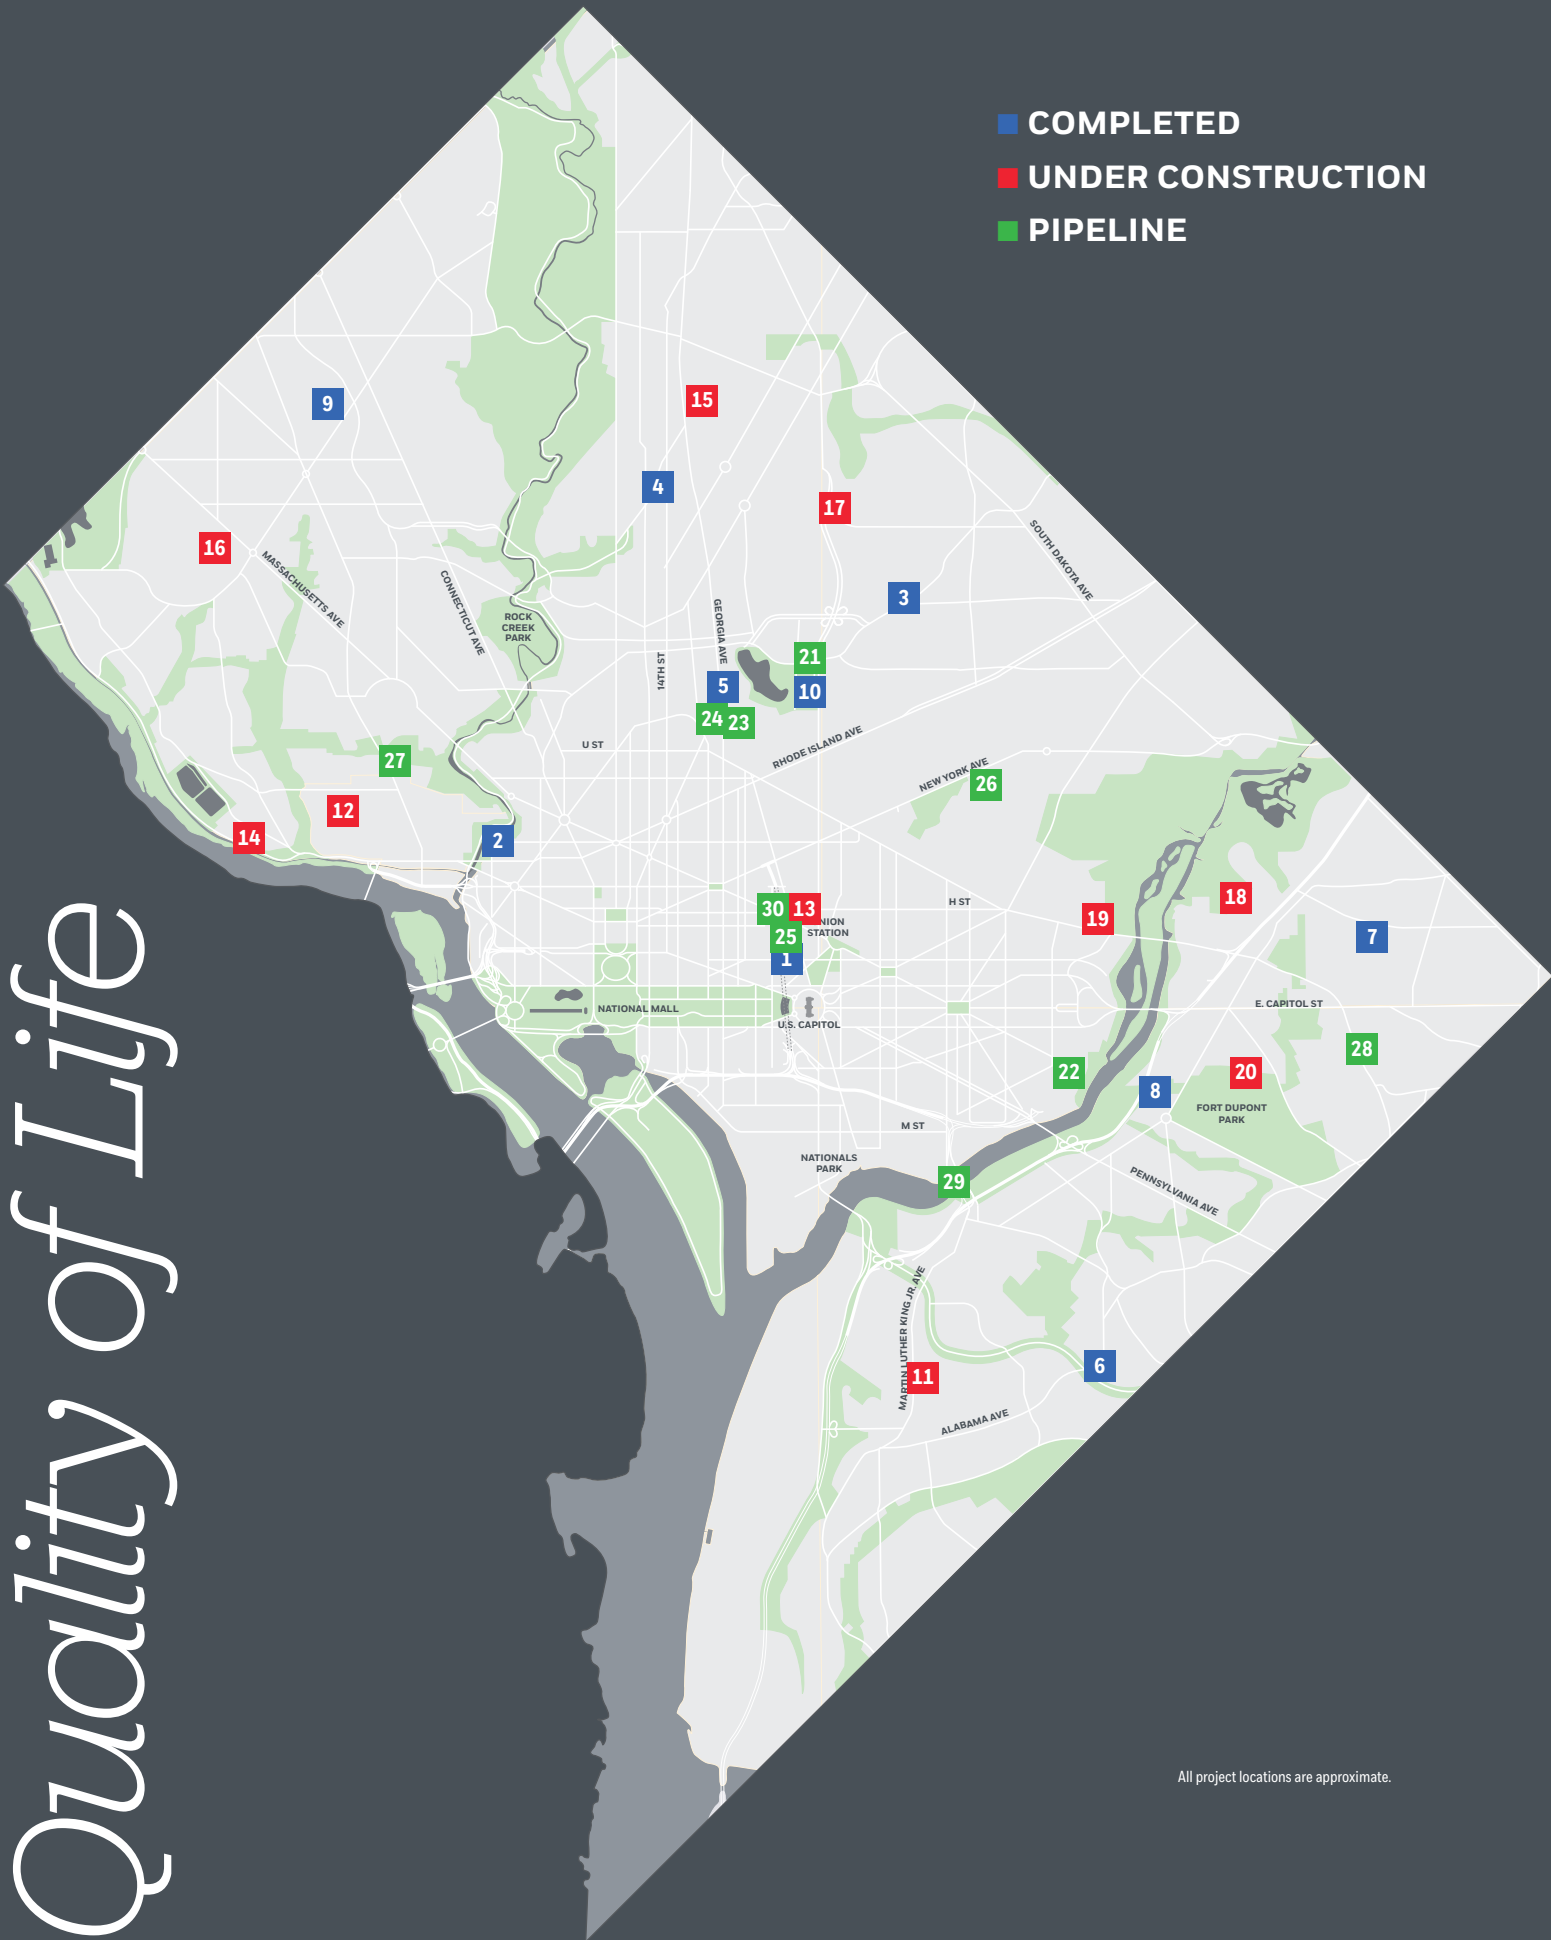 Quality of Life
COMPLETED
UNDER CONSTRUCTION
PIPELINE
9
15
4
17
16
MASSACHUSETTS AVE
CONNECTICUT AVE
SOUTH DAKOTA AVE
3
ROCK
CREEK
PARK
GEORGIA AVE
14TH ST
21
5
10
24
23
U ST
RHODE ISLAND AVE
27
NEW YORK AVE
26
12
14
2
18
30
13
H ST
19
NION
STATION
25
7
1
NATIONAL MALL
E. CAPITOL ST
U.S. CAPITOL
28
22
20
8
FORT DUPONT
PARK
M ST
NATIONALS
PARK
29
PENNSYLVANIA AVE
MARTIN LUTHER KING JR. AVE
6
11
ALABAMA AVE
All project locations are approximate.